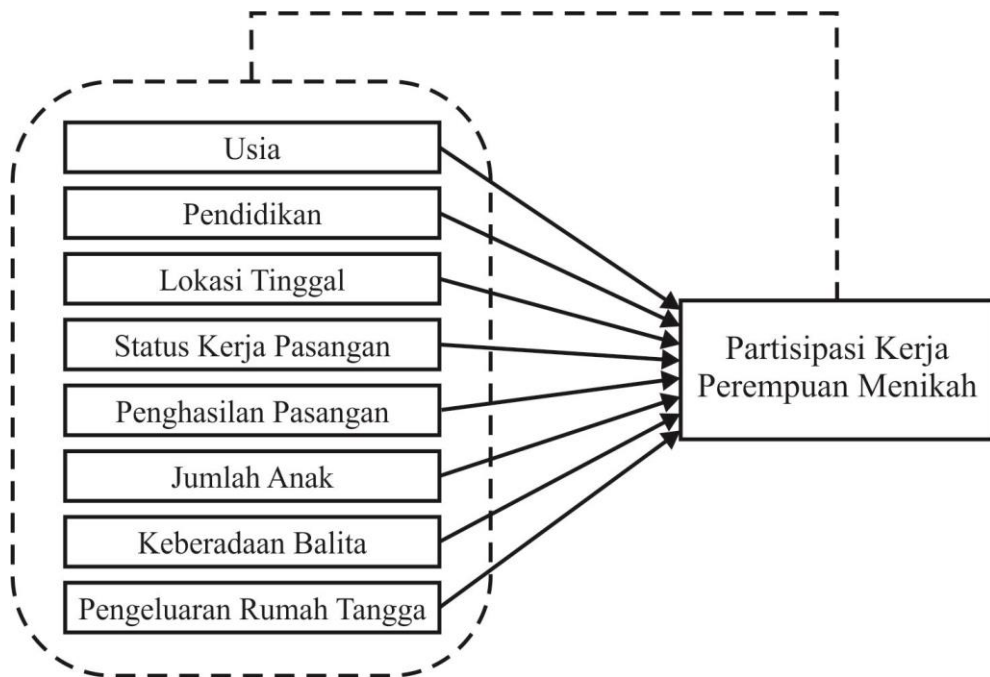 Usia
Pendidikan
Lokasi Tinggal
Status Kerja Pasangan
Penghasilan Pasangan
Jumlah Anak
Keberadaan Balita
Pengeluaran Rumah Tangga
Partisipasi Kerja
Perempuan Menikah